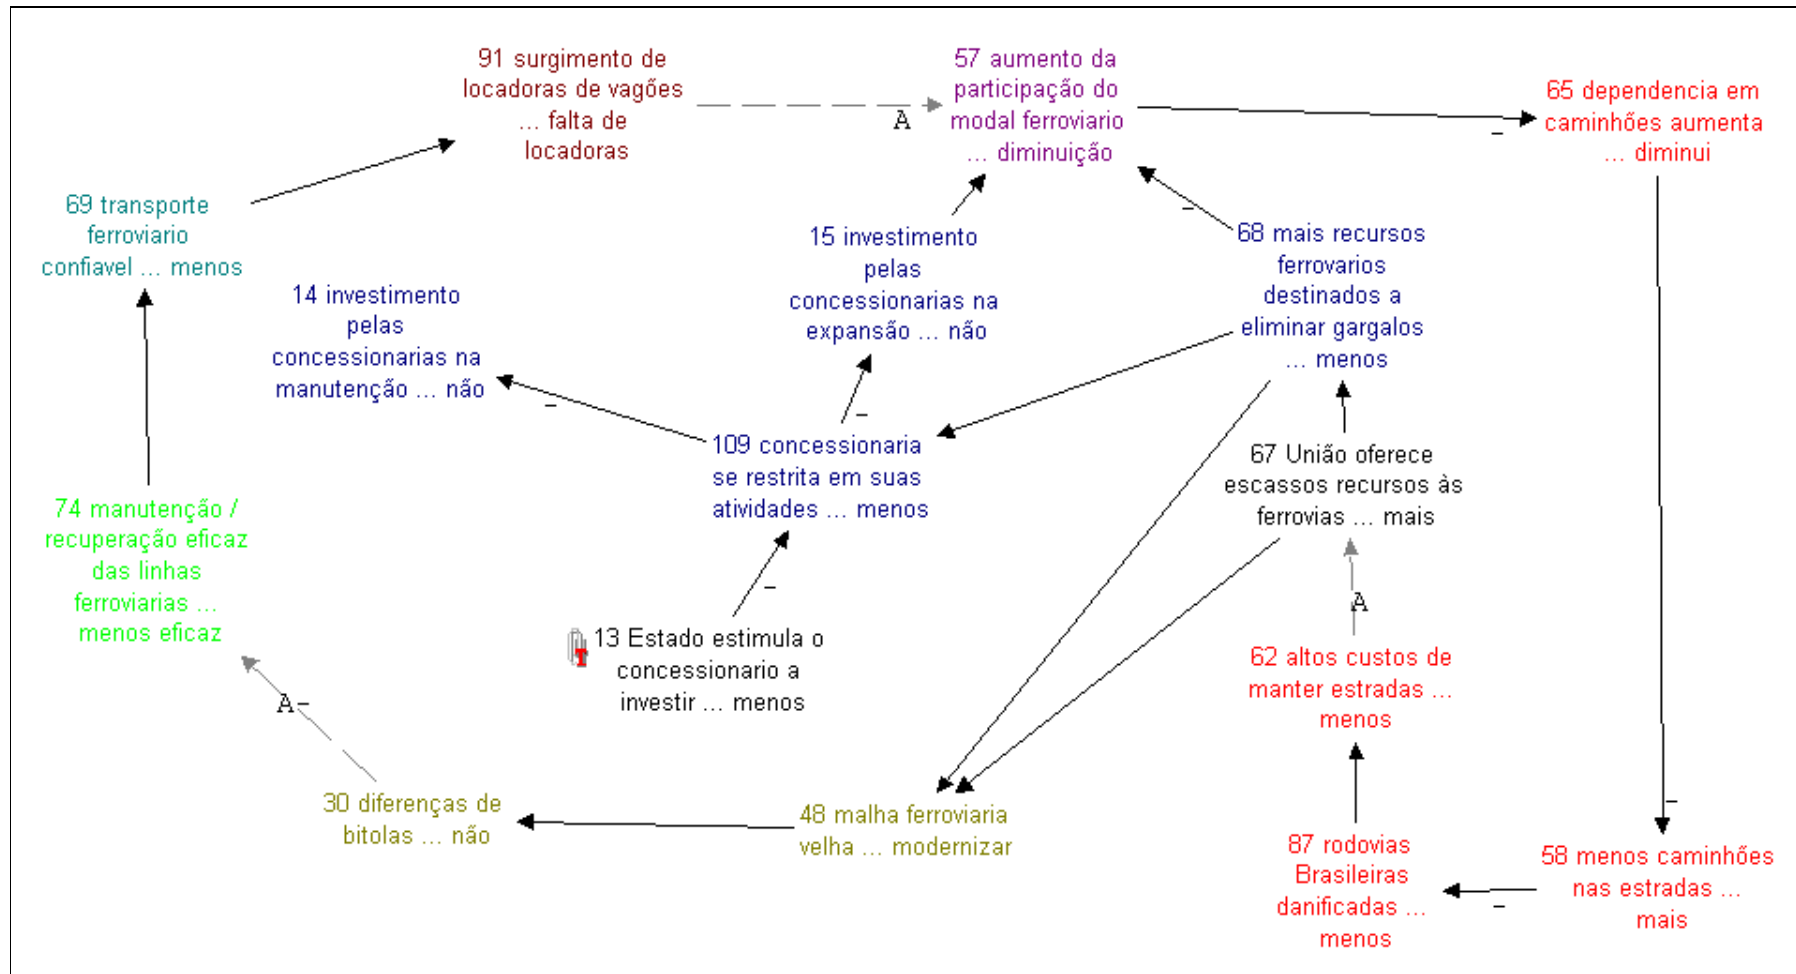 91 surgimento de
locadoras de vagões
... falta de
locadoras
A
57 aumento da
participação do
modal ferroviario
... diminuição
–
65 dependencia em
caminhões aumenta
... diminui
69 transporte
ferroviario
confiavel ... menos
14 investimento
pelas
concessionarias na
manutenção ... não
–
15 investimento
pelas
concessionarias na
expansão ... não
–
–
68 mais recursos
ferrovarios
destinados a
eliminar gargalos
... menos
109 concessionaria
se restrita em suas
atividades ... menos
67 União oferece
escassos recursos às
ferrovias ... mais
74 manutenção /
recuperação eficaz
das linhas
ferroviarias ...
menos eficaz
–
A
T
13 Estado estimula o
concessionario a
investir ... menos
62 altos custos de
manter estradas ...
menos
A–
30 diferenças de
bitolas ... não
48 malha ferroviaria
velha ... modernizar
87 rodovias
Brasileiras
danificadas ...
menos
–
–
58 menos caminhões
nas estradas ...
mais